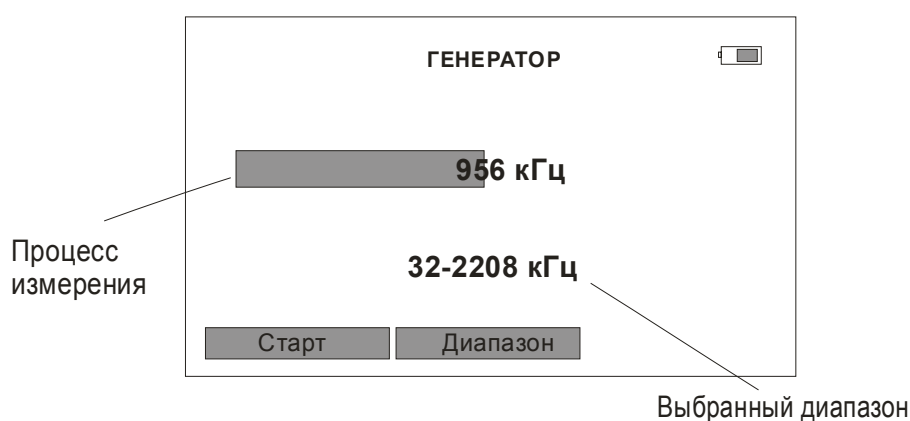 ГЕНЕРАТОР
956 кГц
Процесс
измерения
32-2208 кГц
Старт
Диапазон
Выбранный диапазон